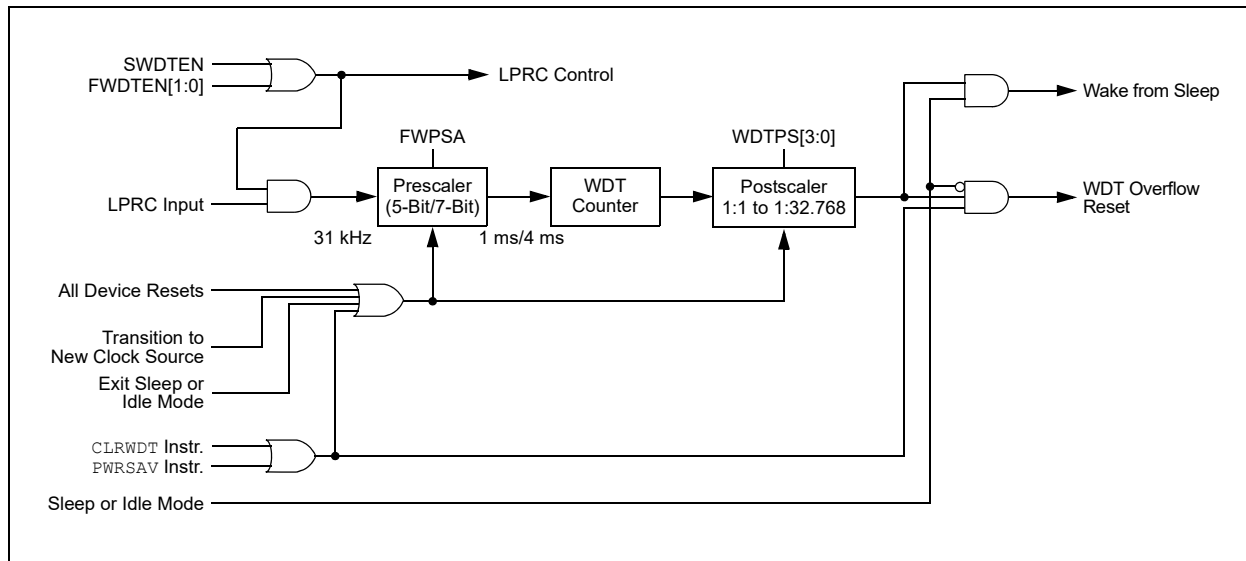 SWDTEN
FWDTEN[1:0]
LPRC Control
Wake from Sleep
FWPSA
WDTPS[3:0]
LPRC Input
Prescaler
(5-Bit/7-Bit)
WDT
Counter
Postscaler
1:1 to 1:32.768
WDT Overflow
Reset
31 kHz
1 ms/4 ms
All Device Resets
Transition to
New Clock Source
Exit Sleep or
Idle Mode
CLRWDT Instr.
PWRSAV Instr.
Sleep or Idle Mode